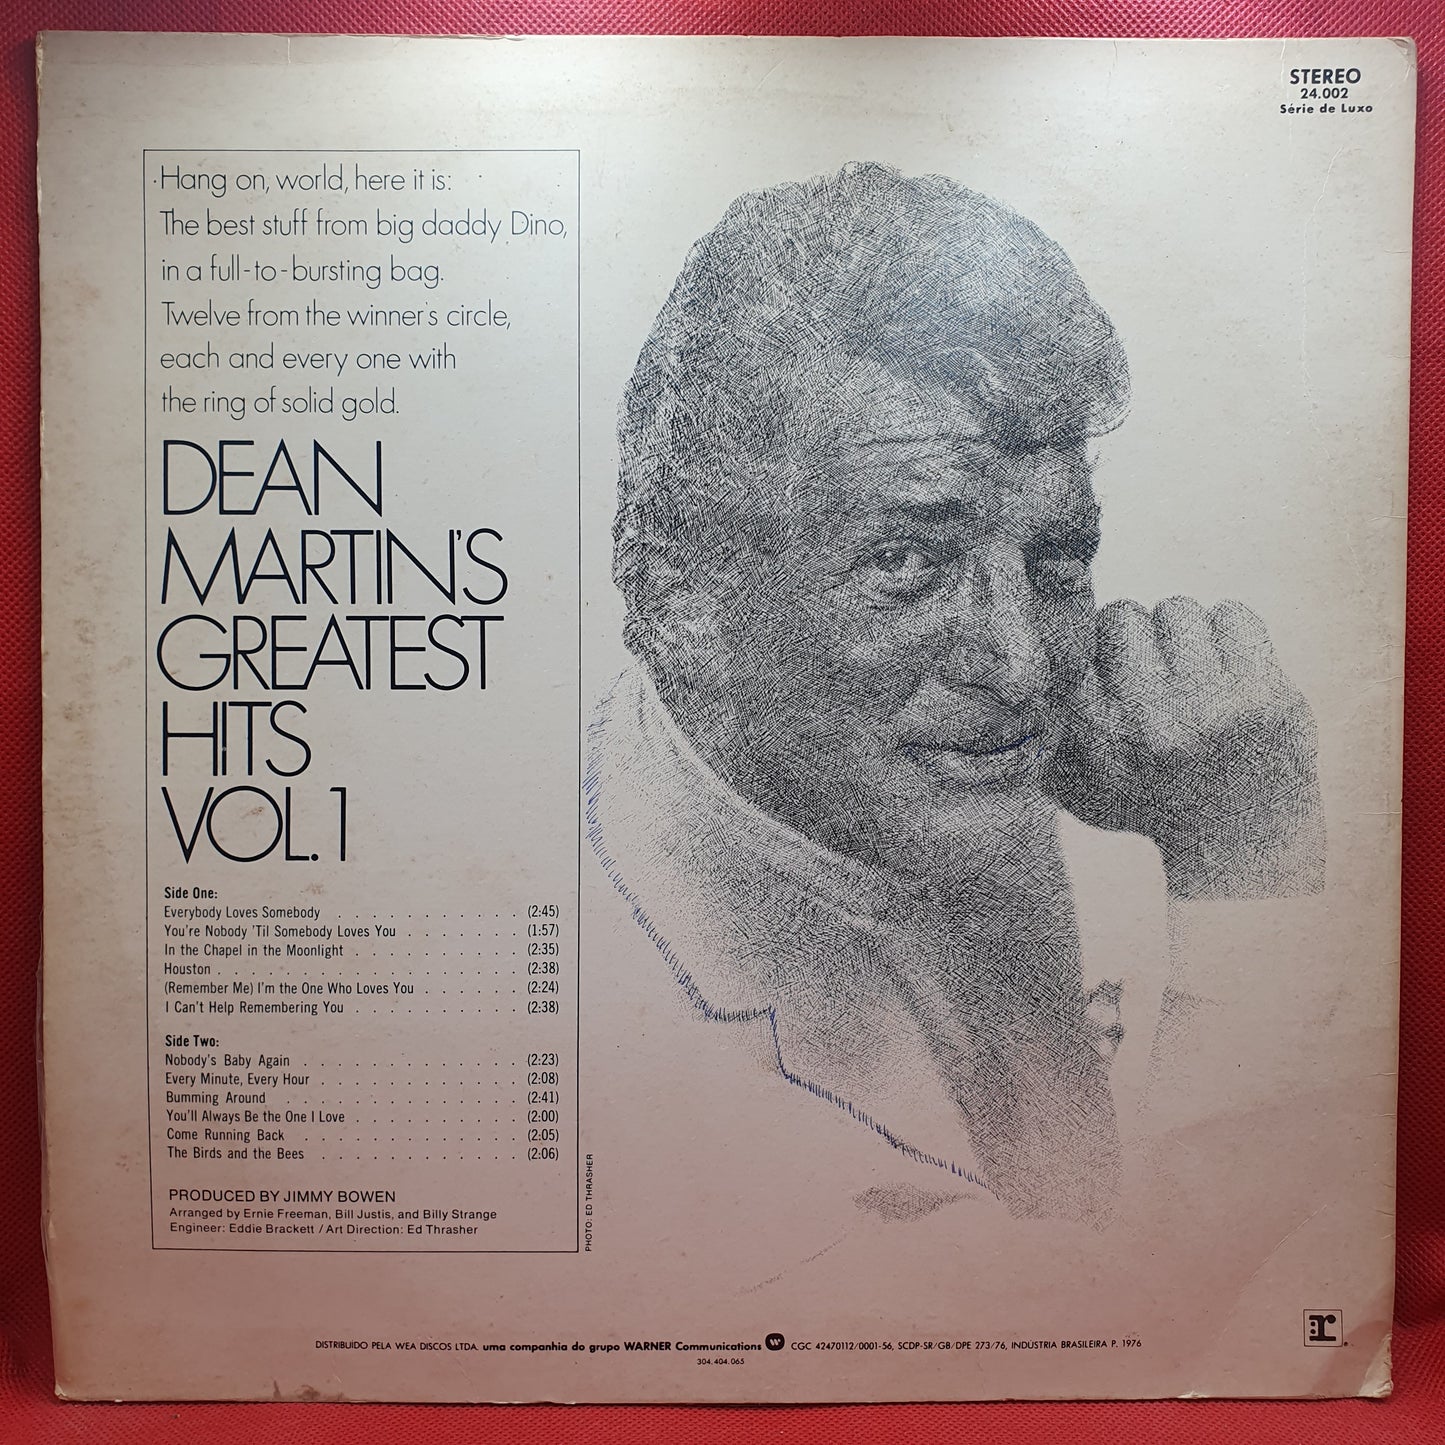 STEREO
24.002
Série de Luxo
Hang on, world, here it is:
The best stuff from big daddy Dino,
in a full-to-bursting bag.
Twelve from the winner's circle,
each and every one with
the ring of solid gold.
DEAN
MARTIN'S
GREATEST
HITS
VOL. 1
Side One:
Everybody Loves Somebody . . . . . . . . . . . (2:45)
You're Nobody 'Til Somebody Loves You . . . . . . . (1:57)
In the Chapel in the Moonlight . . . . . . . . . . (2:35)
Houston . . . . . . . . . . . . . . . . . . (2:38)
(Remember Me) I'm the One Who Loves You . . . . . . (2:24)
I Can't Help Remembering You . . . . . . . . . . (2:38)
Side Two:
Nobody's Baby Again . . . . . . . . . . . . . (2:23)
Every Minute, Every Hour . . . . . . . . . . . . (2:08)
Bumming Around . . . . . . . . . . . . . . (2:41)
You'll Always Be the One I Love . . . . . . . . . . (2:00)
Come Running Back . . . . . . . . . . . . . (2:05)
The Birds and the Bees . . . . . . . . . . . . (2:06)
PRODUCED BY JIMMY BOWEN
Arranged by Ernie Freeman, Bill Justis, and Billy Strange
Engineer: Eddie Brackett / Art Direction: Ed Thrasher
PHOTO: ED THRASHER
:r
DISTRIBUÍDO PELA WEA DISCOS LTDA. uma companhia do grupo WARNER Communications W CGC 42470112/0001-56, SCDP-SR/GB/DPE 273/76, INDÚSTRIA BRASILEIRA P. 1976
304.404.065